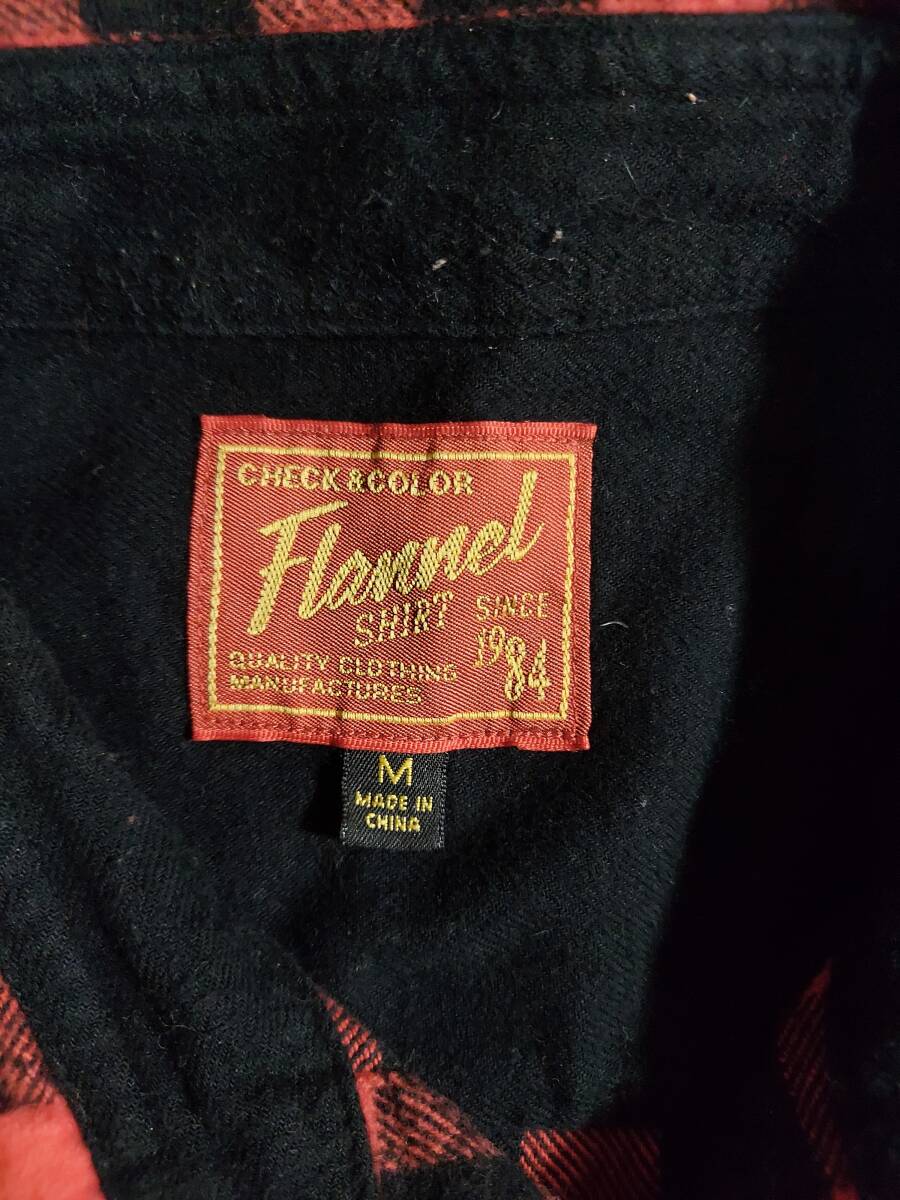 CHECK & COLOR
Flannel
SHIRT
SINCE
1984
QUALITY CLOTHING
MANUFACTURES
M
MADE IN
CHINA